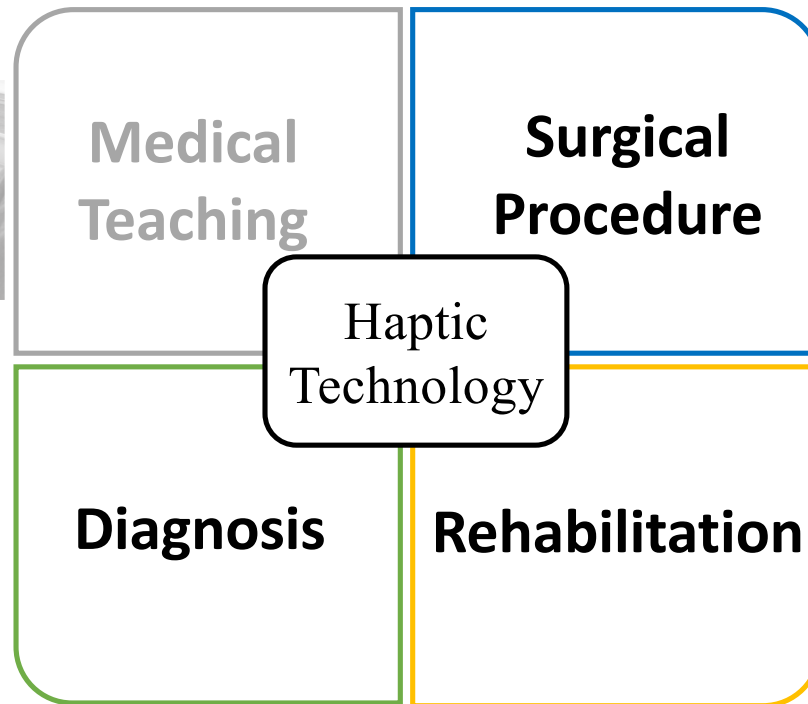 Medical
Teaching
Surgical
Procedure
Haptic
Technology
Diagnosis
Rehabilitation